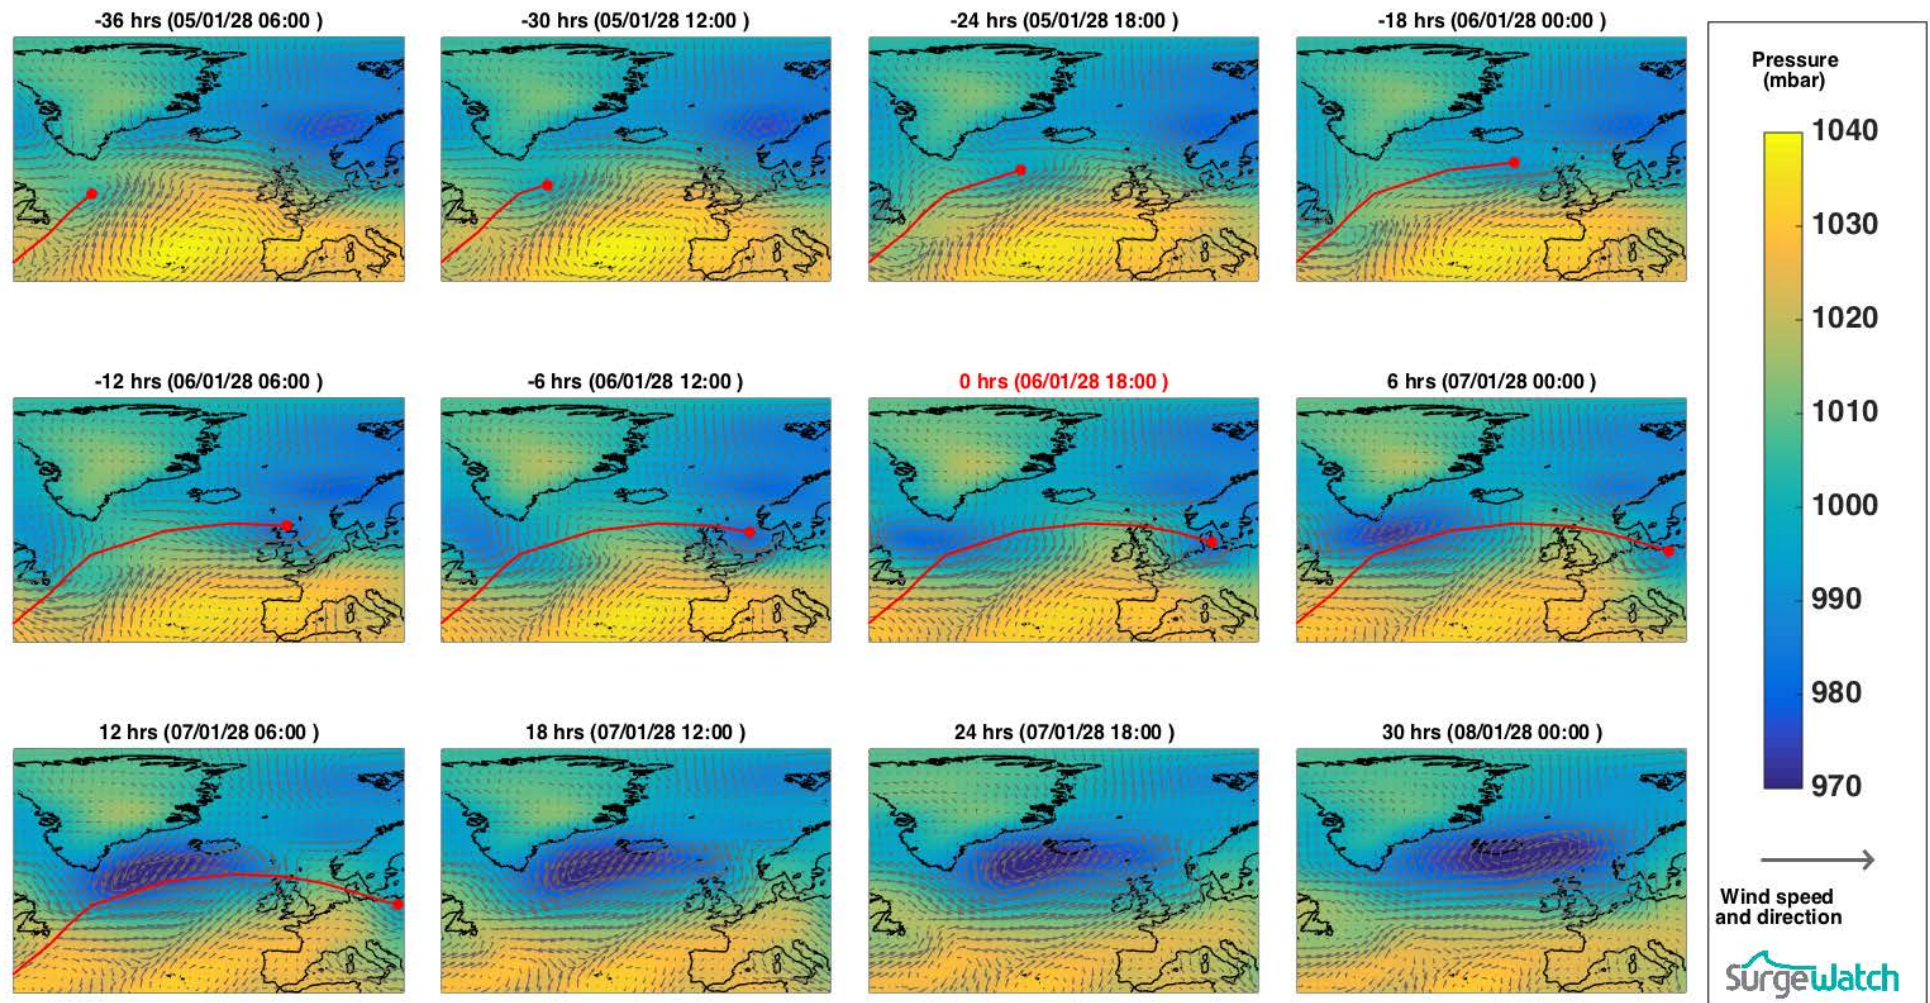 -36 hrs (05/01/28 06:00 )
-30 hrs (05/01/28 12:00 )
-24 hrs (05/01/28 18:00 )
-18 hrs (06/01/28 00:00 )
Pressure
(mbar)
1040
1030
1020
1010
1000
990
980
970
-12 hrs (06/01/28 06:00 )
-6 hrs (06/01/28 12:00 )
0 hrs (06/01/28 18:00 )
6 hrs (07/01/28 00:00 )
12 hrs (07/01/28 06:00 )
18 hrs (07/01/28 12:00 )
24 hrs (07/01/28 18:00 )
30 hrs (08/01/28 00:00 )
Wind speed
and direction
Surgewatch